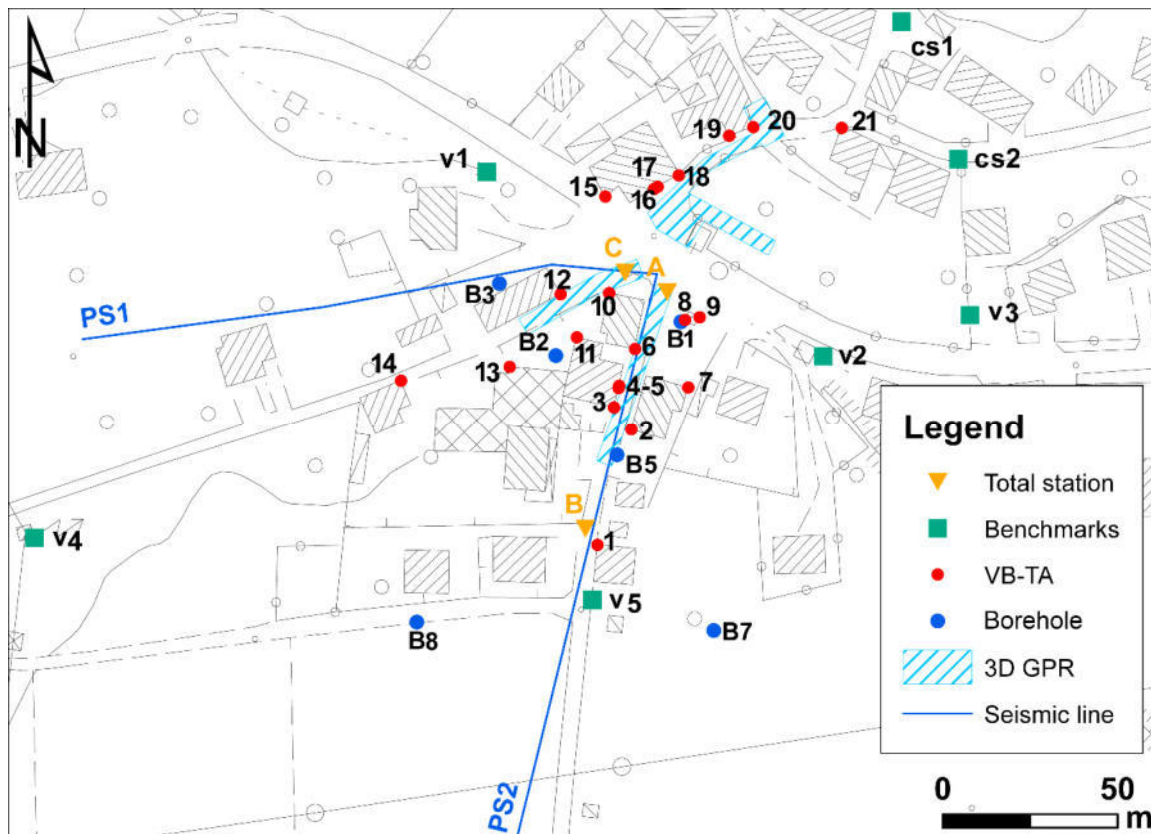 cs1
N
19
20
21
v1
17
18
cs2
15
16
C
A
B3
12
10
8
9
v3
PS1
B1
B2
11
6
v2
14
13
4-5
7
3
2
B5
B
v4
1
v5
B8
B7
PS2
Legend
Total station
Benchmarks
VB-TA
Borehole
3D GPR
Seismic line
0 50
m